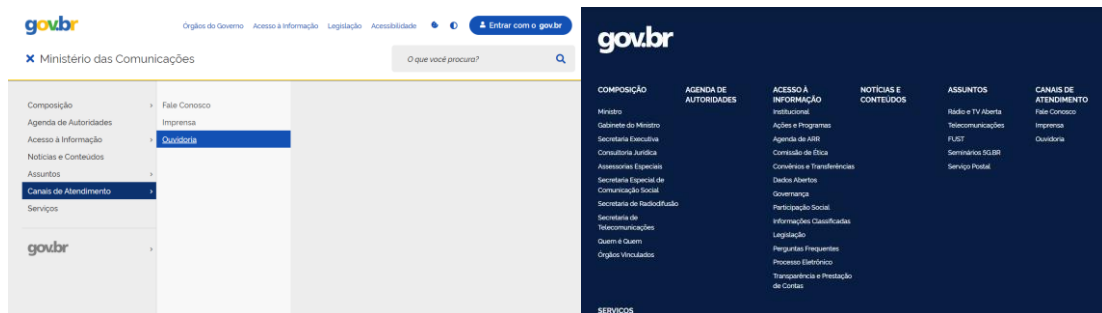 gov.br
Órgãos do Governo Acesso à Informação Legislação Acessibilidade Entrar com o gov.br
Ministério das Comunicações
O que você procura?
Composição
Agenda de Autoridades
Acesso à Informação
Notícias e Conteúdos
Assuntos
Canais de Atendimento
Serviços
gov.br
Fale Conosco
Imprensa
Ouvidoria
gov.br
COMPOSIÇÃO
Ministro
Gabinete do Ministro
Secretaria Executiva
Consultoria Jurídica
Assessorias Especiais
Secretaria Especial de
Comunicação Social
Secretaria de Radiodifusão
Secretaria de
Telecomunicações
Quem é Quem
Órgãos Vinculados
AGENDA DE
AUTORIDADES
ACESSO À
INFORMAÇÃO
Institucional
Ações e Programas
Agenda de ARR
Comissão de Ética
Convênios e Transferências
Dados Abertos
Governança
Participação Social
Informações Classificadas
Legislação
Perguntas Frequentes
Processo Eletrônico
Transparência e Prestação
de Contas
NOTÍCIAS E
CONTEÚDOS
ASSUNTOS
Rádio e TV Aberta
Telecomunicações
FUST
Seminários 5G.BR
Serviço Postal
CANAIS DE
ATENDIMENTO
Fale Conosco
Imprensa
Ouvidoria
SERVIÇOS